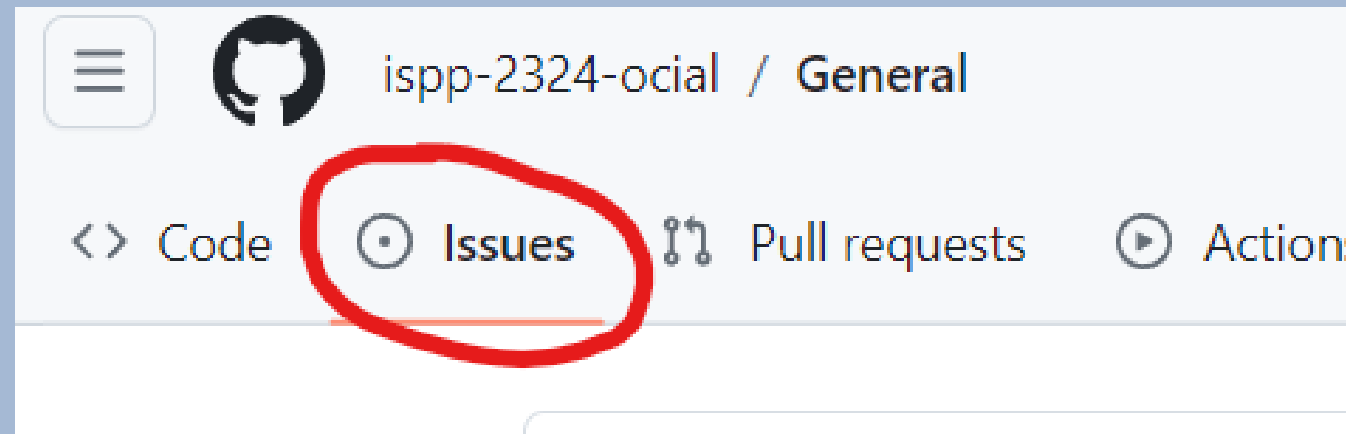 ispp-2324-ocial / General
Code Issues Pull requests Actions